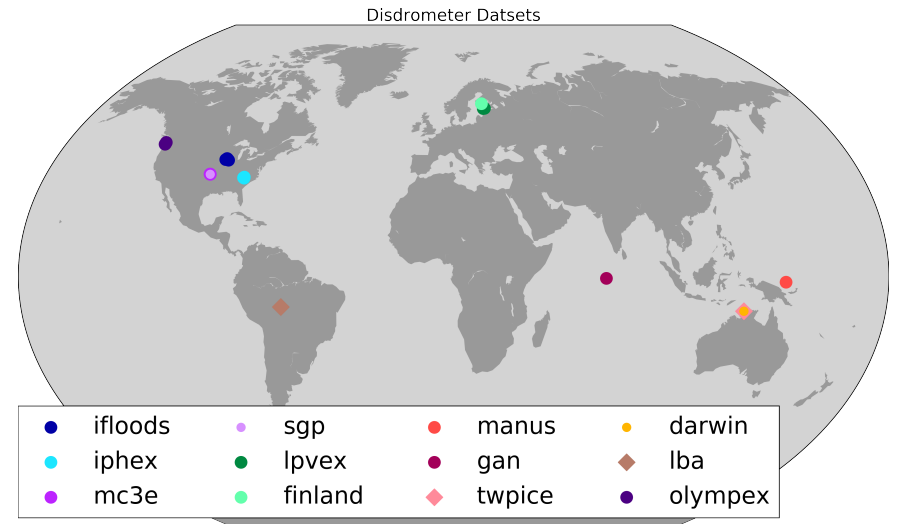 Disdrometer Datsets
ifloods sgp manus darwin
iphex lpvex gan lba
mc3e finland twpice olympex